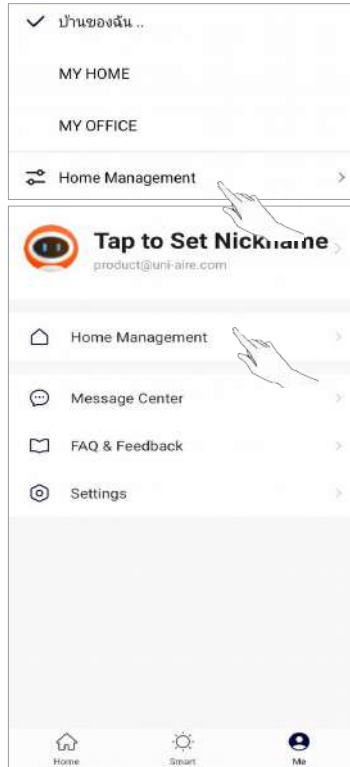 บ้านของฉัน ..
MY HOME
MY OFFICE
Home Management
Tap to Set Nickname
product@uni-aire.com
Home Management
Message Center
FAQ & Feedback
Settings
Home
Smart
Me